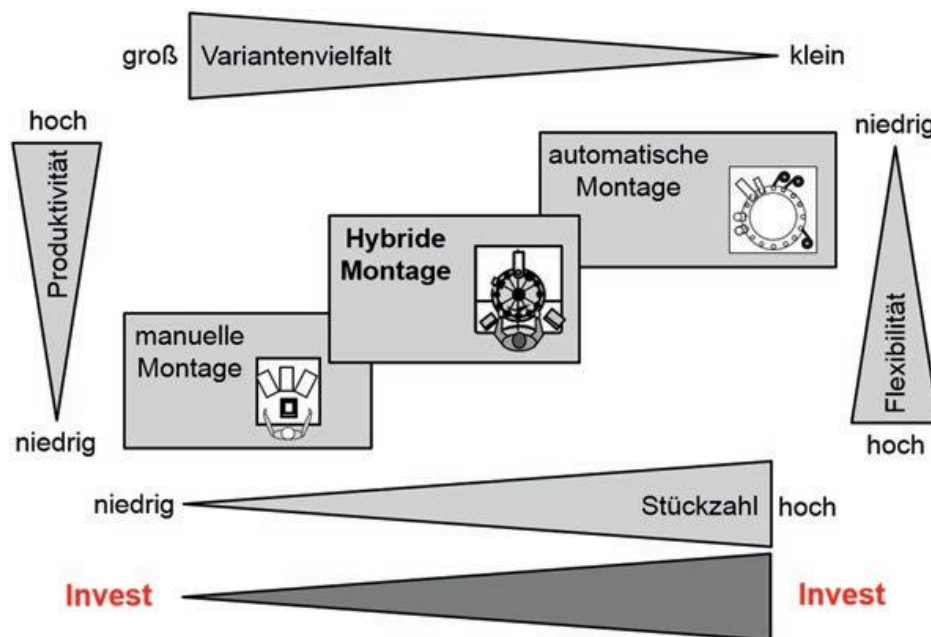 groß
Variantenvielfalt
klein
hoch
Produktivität
niedrig
niedrig
Flexibilität
hoch
automatische
Montage
Hybride
Montage
manuelle
Montage
niedrig
Stückzahl
hoch
Invest
Invest